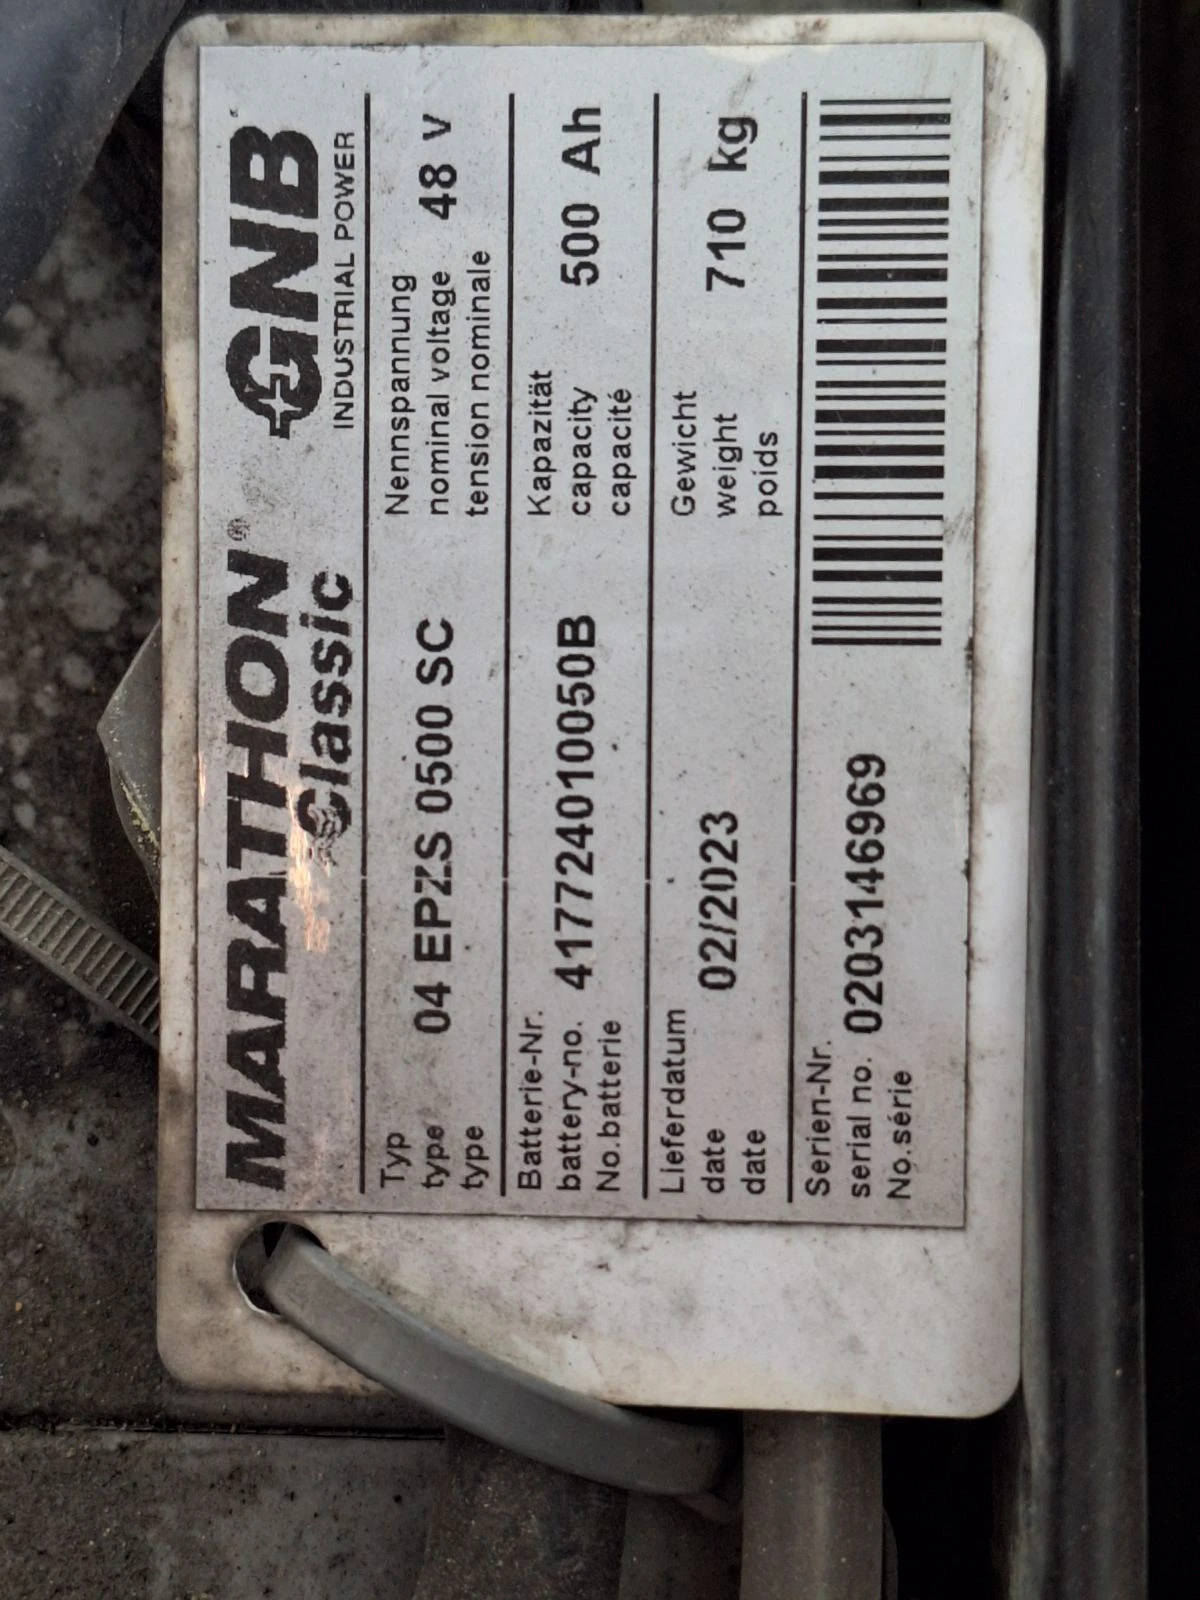 MARATHON®
Classic
GNB
INDUSTRIAL POWER
Typ
type 04 EPZS 0500 SC
type
Nennspannung
nominal voltage 48 V
tension nominale
Batterie-Nr.
battery-no. 41772401OO50B
No.batterie
Kapazität
capacity 500 Ah
capacité
Lieferdatum
date 02/2023
date
Gewicht
weight 710 kg
poids
Serien-Nr.
serial no. 0203146969
No.série